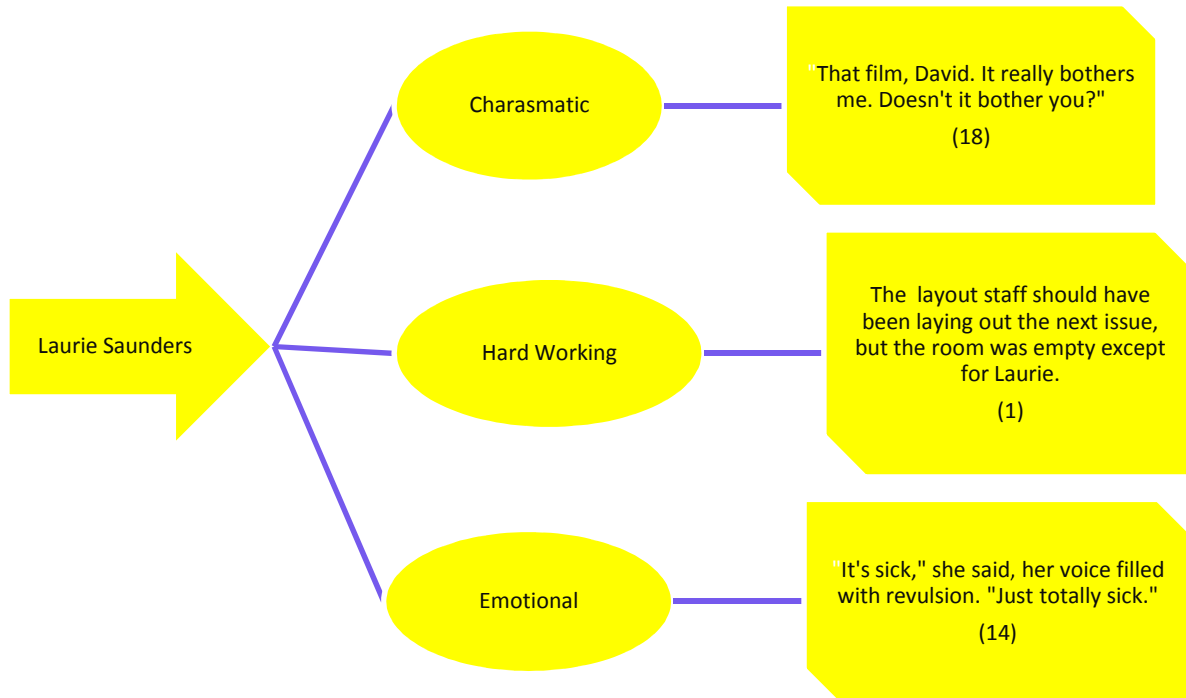 Laurie Saunders
Charasmatic
"That film, David. It really bothers
me. Doesn't it bother you?"
(18)
Hard Working
The  layout staff should have
been laying out the next issue,
but the room was empty except
for Laurie.
(1)
Emotional
"It's sick," she said, her voice filled
with revulsion. "Just totally sick."
(14)